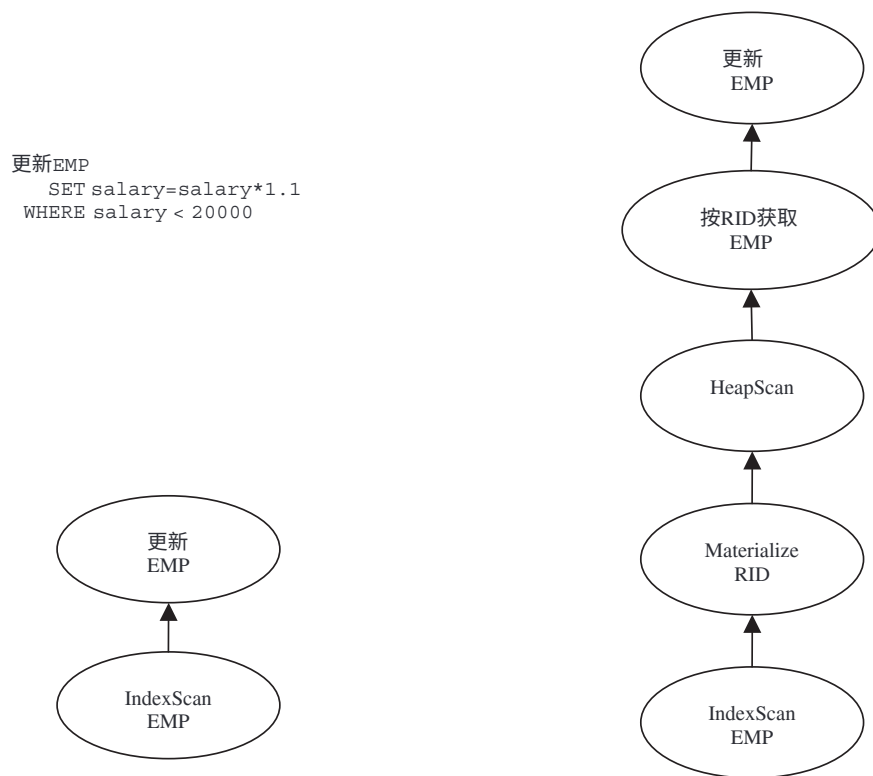 更新EMP
SET salary=salary*1.1
WHERE salary < 20000
更新
EMP
IndexScan
EMP
更新
EMP
按RID获取
EMP
HeapScan
Materialize
RID
IndexScan
EMP